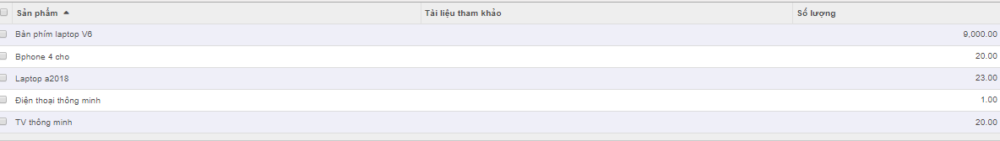 Sản phẩm Tài liệu tham khảo Số lượng
Bàn phím laptop V6 9,000.00
Bphone 4 cho 20.00
Laptop a2018 23.00
Điện thoại thông minh 1.00
TV thông minh 20.00